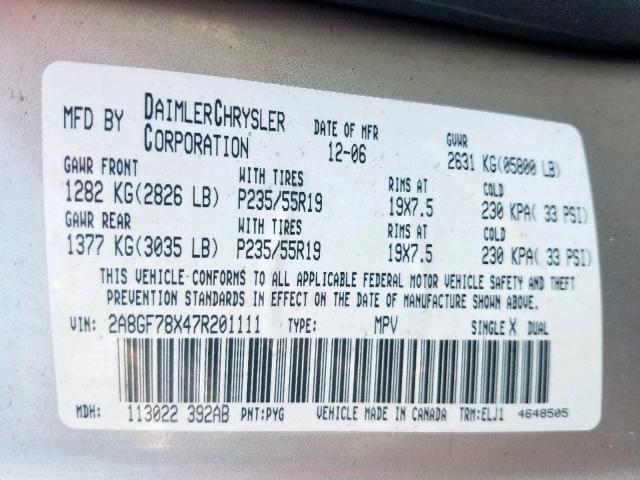 MFD BY DAIMLERCHRYSLER CORPORATION DATE OF MFR 12-06 GVWR 2631 KG(05800 LB)
GAWR FRONT WITH TIRES RIMS AT COLD
1282 KG(2826 LB) P235/55R19 19X7.5 230 KPA( 33 PSI)
GAWR REAR WITH TIRES RIMS AT COLD
1377 KG(3035 LB) P235/55R19 19X7.5 230 KPA( 33 PSI)
THIS VEHICLE CONFORMS TO ALL APPLICABLE FEDERAL MOTOR VEHICLE SAFETY AND THEFT
PREVENTION STANDARDS IN EFFECT ON THE DATE OF MANUFACTURE SHOWN ABOVE.
VIN: 2A8GF78X47R201111 TYPE: MPV SINGLE X DUAL
MDH: 113022 392AB PNT:PYG VEHICLE MADE IN CANADA TRM:ELJ1 4648505